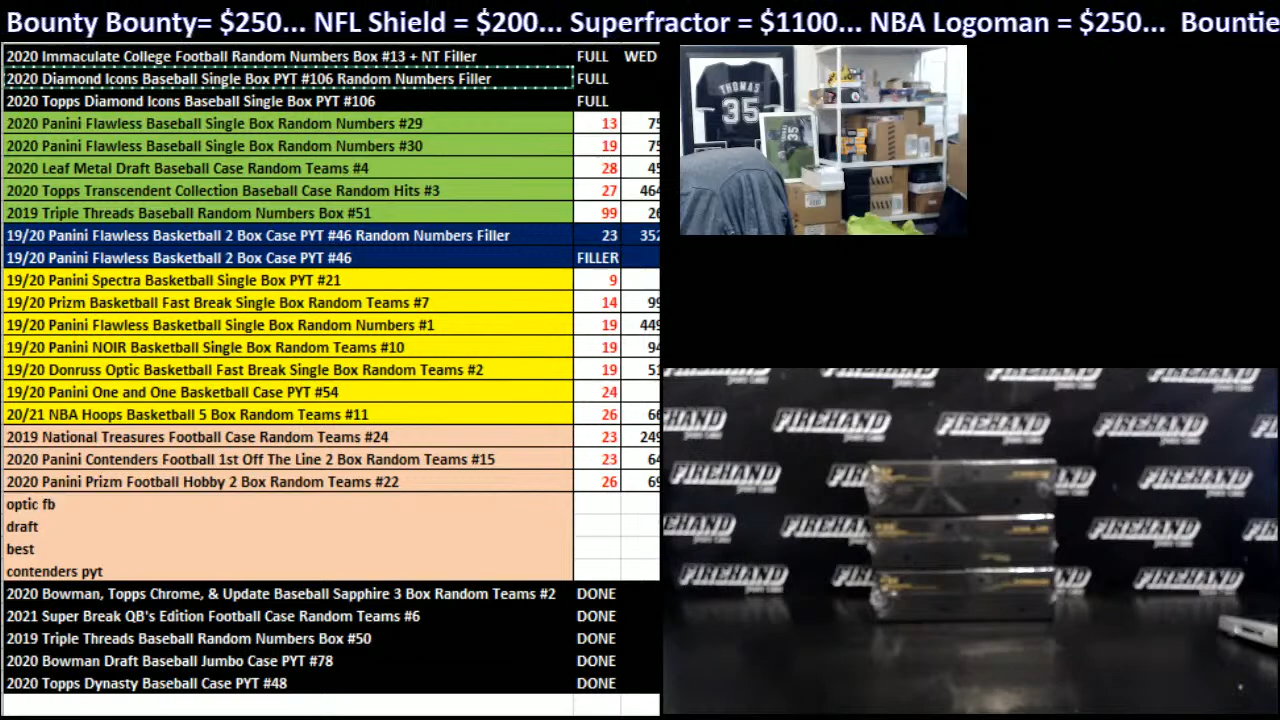 Bounty Bounty= $250... NFL Shield = $200... Superfractor = $1100... NBA Logoman = $250... Bountie
2020 Immaculate College Football Random Numbers Box #13 + NT Filler FULL WED
2020 Diamond Icons Baseball Single Box PYT #106 Random Numbers Filler FULL
2020 Topps Diamond Icons Baseball Single Box PYT #106 FULL
2020 Panini Flawless Baseball Single Box Random Numbers #29 13 75
2020 Panini Flawless Baseball Single Box Random Numbers #30 19 75
2020 Leaf Metal Draft Baseball Case Random Teams #4 28 45
2020 Topps Transcendent Collection Baseball Case Random Hits #3 27 464
2019 Triple Threads Baseball Random Numbers Box #51 99 26
19/20 Panini Flawless Basketball 2 Box Case PYT #46 Random Numbers Filler 23 352
19/20 Panini Flawless Basketball 2 Box Case PYT #46 FILLER
19/20 Panini Spectra Basketball Single Box PYT #21 9
19/20 Prizm Basketball Fast Break Single Box Random Teams #7 14 99
19/20 Panini Flawless Basketball Single Box Random Numbers #1 19 449
19/20 Panini NOIR Basketball Single Box Random Teams #10 19 94
19/20 Donruss Optic Basketball Fast Break Single Box Random Teams #2 19 51
19/20 Panini One and One Basketball Case PYT #54 24
20/21 NBA Hoops Basketball 5 Box Random Teams #11 26 66
2019 National Treasures Football Case Random Teams #24 23 249
2020 Panini Contenders Football 1st Off The Line 2 Box Random Teams #15 23 64
2020 Panini Prizm Football Hobby 2 Box Random Teams #22 26 69
optic fb
draft
best
contenders pyt
2020 Bowman, Topps Chrome, & Update Baseball Sapphire 3 Box Random Teams #2 DONE
2021 Super Break QB's Edition Football Case Random Teams #6 DONE
2019 Triple Threads Baseball Random Numbers Box #50 DONE
2020 Bowman Draft Baseball Jumbo Case PYT #78 DONE
2020 Topps Dynasty Baseball Case PYT #48 DONE
THOMAS
35
35
FIREHAND FIREHAND FIREHAND
FIREHAND FIREHAND FIREHAND
FIREHAND FIREHAND FIREHAND
FIREHAND FIREHAND FIREHAND